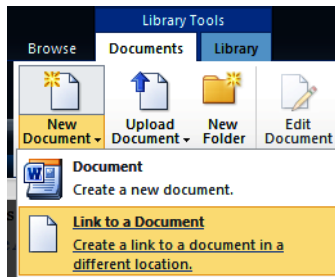 Library Tools
Browse Documents Library
New Document Upload Document New Folder Edit Document
Document
Create a new document.
Link to a Document
Create a link to a document in a
different location.